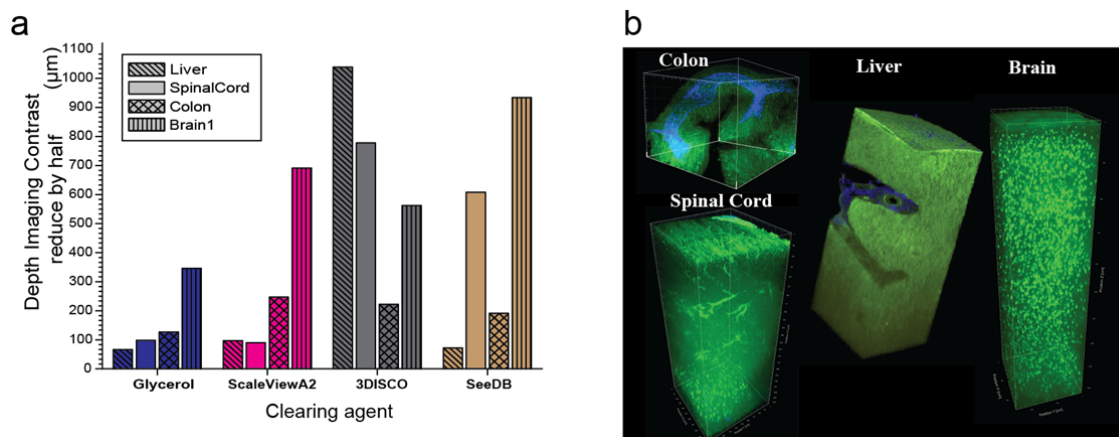 a
Depth Imaging Contrast
reduce by half (µm)
1100
1000
900
800
700
600
500
400
300
200
100
0
Liver
SpinalCord
Colon
Brain1
Glycerol ScaleViewA2 3DISCO SeeDB
Clearing agent
b
Colon
Liver
Brain
Spinal Cord